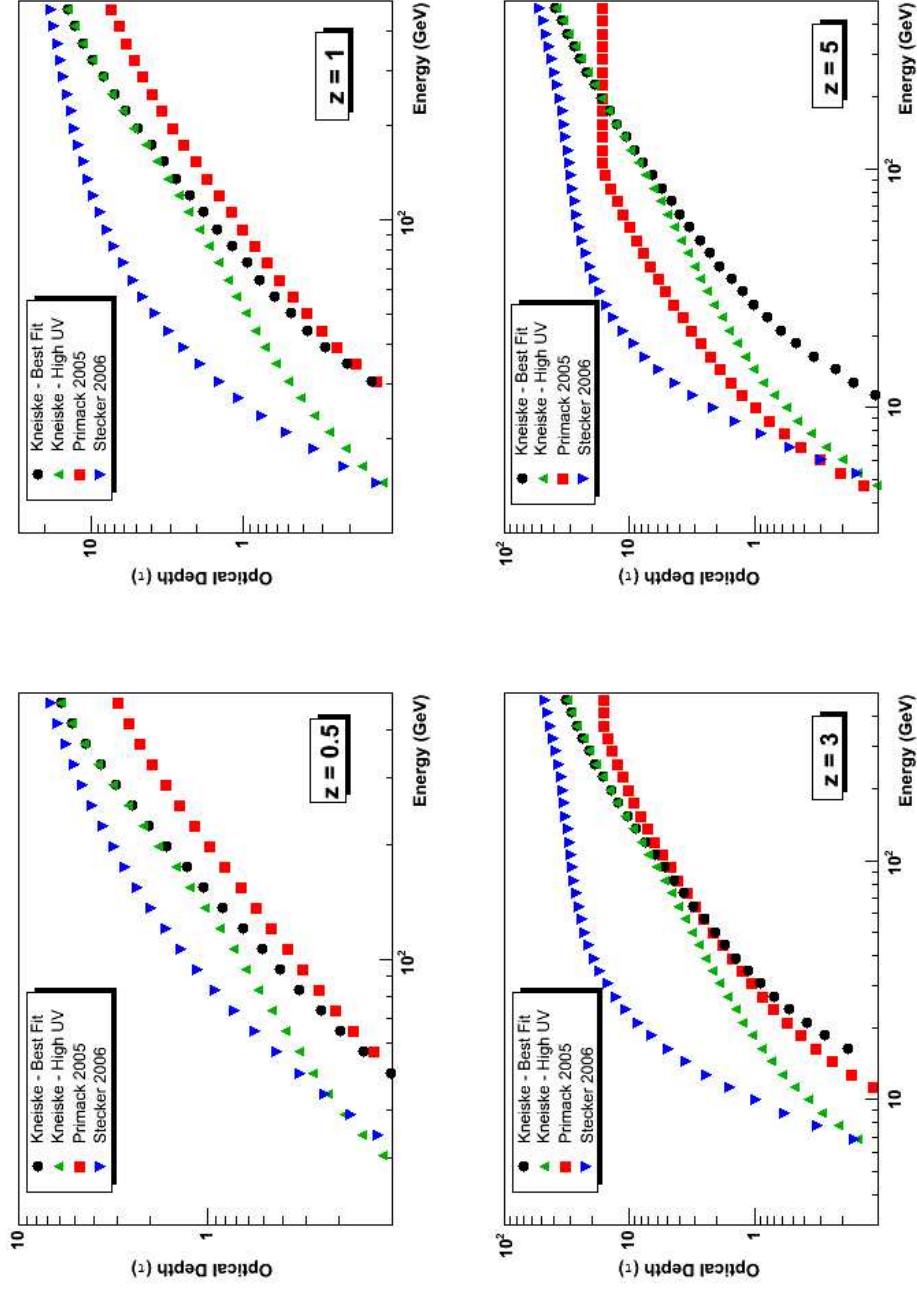 10
1
Optical Depth (τ)
10²
Energy (GeV)
Kneiske - Best Fit
Kneiske - High UV
Primack 2005
Stecker 2006
z = 0.5
10
1
Optical Depth (τ)
10²
Energy (GeV)
Kneiske - Best Fit
Kneiske - High UV
Primack 2005
Stecker 2006
z = 1
10²
10
1
Optical Depth (τ)
10
10²
Energy (GeV)
Kneiske - Best Fit
Kneiske - High UV
Primack 2005
Stecker 2006
z = 3
10²
10
1
Optical Depth (τ)
10
10²
Energy (GeV)
Kneiske - Best Fit
Kneiske - High UV
Primack 2005
Stecker 2006
z = 5